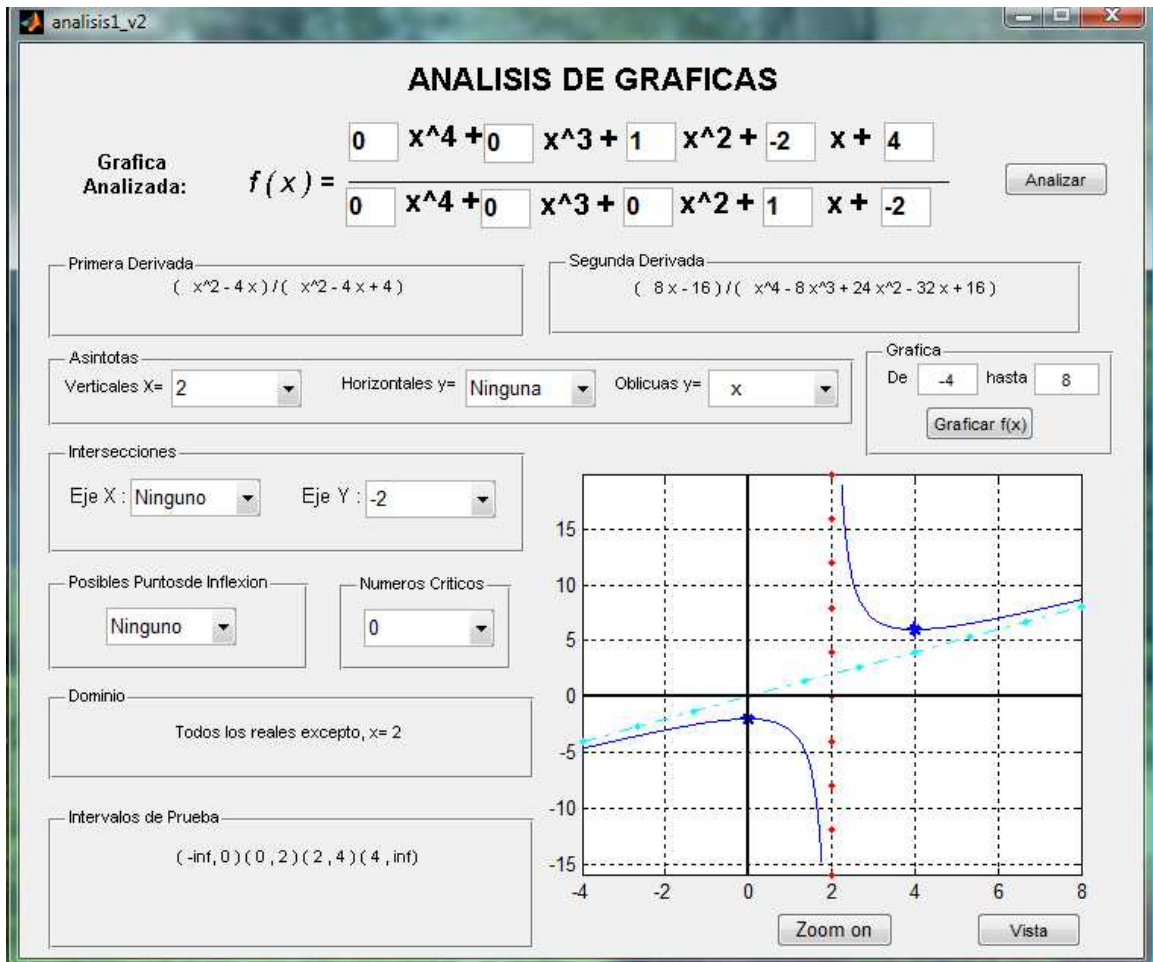 analisis1_v2
ANALISIS DE GRAFICAS
Grafica Analizada:
f ( x ) =
0 x^4 + 0 x^3 + 1 x^2 + -2 x + 4
0 x^4 + 0 x^3 + 0 x^2 + 1 x + -2
Analizar
Primera Derivada
( x^2 - 4 x ) / ( x^2 - 4 x + 4 )
Segunda Derivada
( 8 x - 16 ) / ( x^4 - 8 x^3 + 24 x^2 - 32 x + 16 )
Asintotas
Verticales X= 2 Horizontales y= Ninguna Oblicuas y= x
Grafica
De -4 hasta 8
Graficar f(x)
Intersecciones
Eje X : Ninguno Eje Y : -2
Posibles Puntosde Inflexion
Ninguno
Numeros Criticos
0
Dominio
Todos los reales excepto, x= 2
Intervalos de Prueba
( -inf, 0 ) ( 0 , 2 ) ( 2 , 4 ) ( 4 , inf)
15
10
5
0
-5
-10
-15
-4 -2 0 2 4 6 8
Zoom on Vista